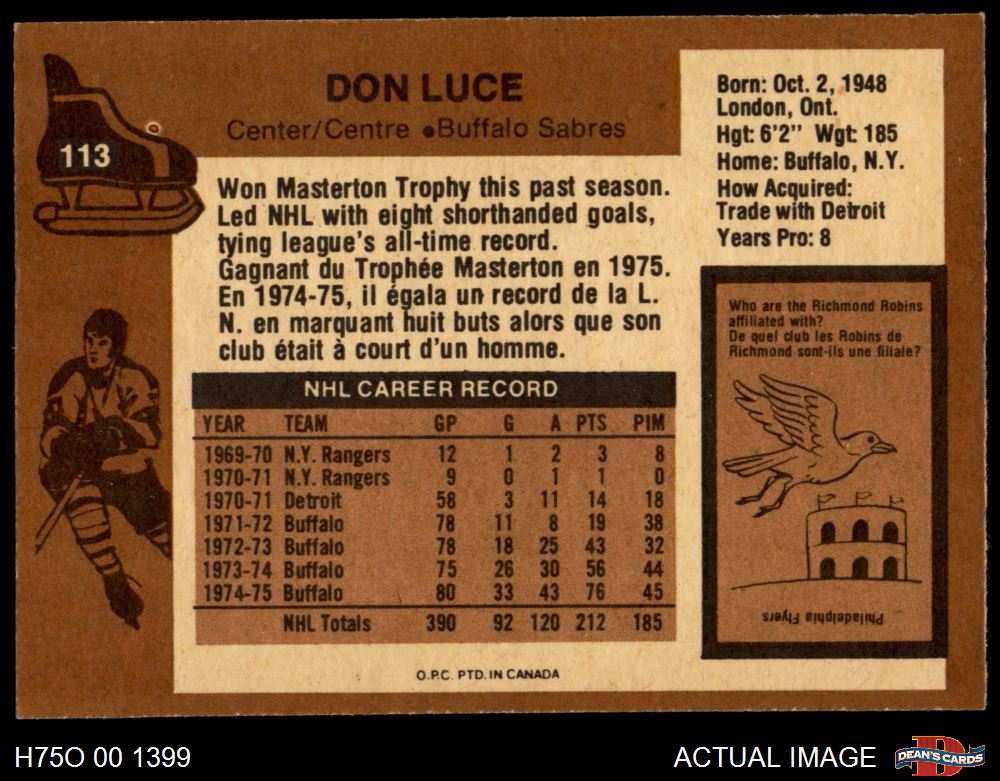 113
DON LUCE
Center/Centre ●Buffalo Sabres
Born: Oct. 2, 1948
London, Ont.
Hgt: 6'2" Wgt: 185
Home: Buffalo, N.Y.
How Acquired:
Trade with Detroit
Years Pro: 8
Won Masterton Trophy this past season.
Led NHL with eight shorthanded goals,
tying league's all-time record.
Gagnant du Trophée Masterton en 1975.
En 1974-75, il égala un record de la L.
N. en marquant huit buts alors que son
club était à court d'un homme.
NHL CAREER RECORD
YEAR TEAM GP G A PTS PIM
1969-70 N.Y. Rangers 12 1 2 3 8
1970-71 N.Y. Rangers 9 0 1 1 0
1970-71 Detroit 58 3 11 14 18
1971-72 Buffalo 78 11 8 19 38
1972-73 Buffalo 78 18 25 43 32
1973-74 Buffalo 75 26 30 56 44
1974-75 Buffalo 80 33 43 76 45
NHL Totals 390 92 120 212 185
Who are the Richmond Robins
affiliated with?
De quel club les Robins de
Richmond sont-ils une filiale?
Philadelphia Flyers
O.P.C. PTD. IN CANADA
H75O 00 1399
ACTUAL IMAGE
D
DEAN'S CARDS